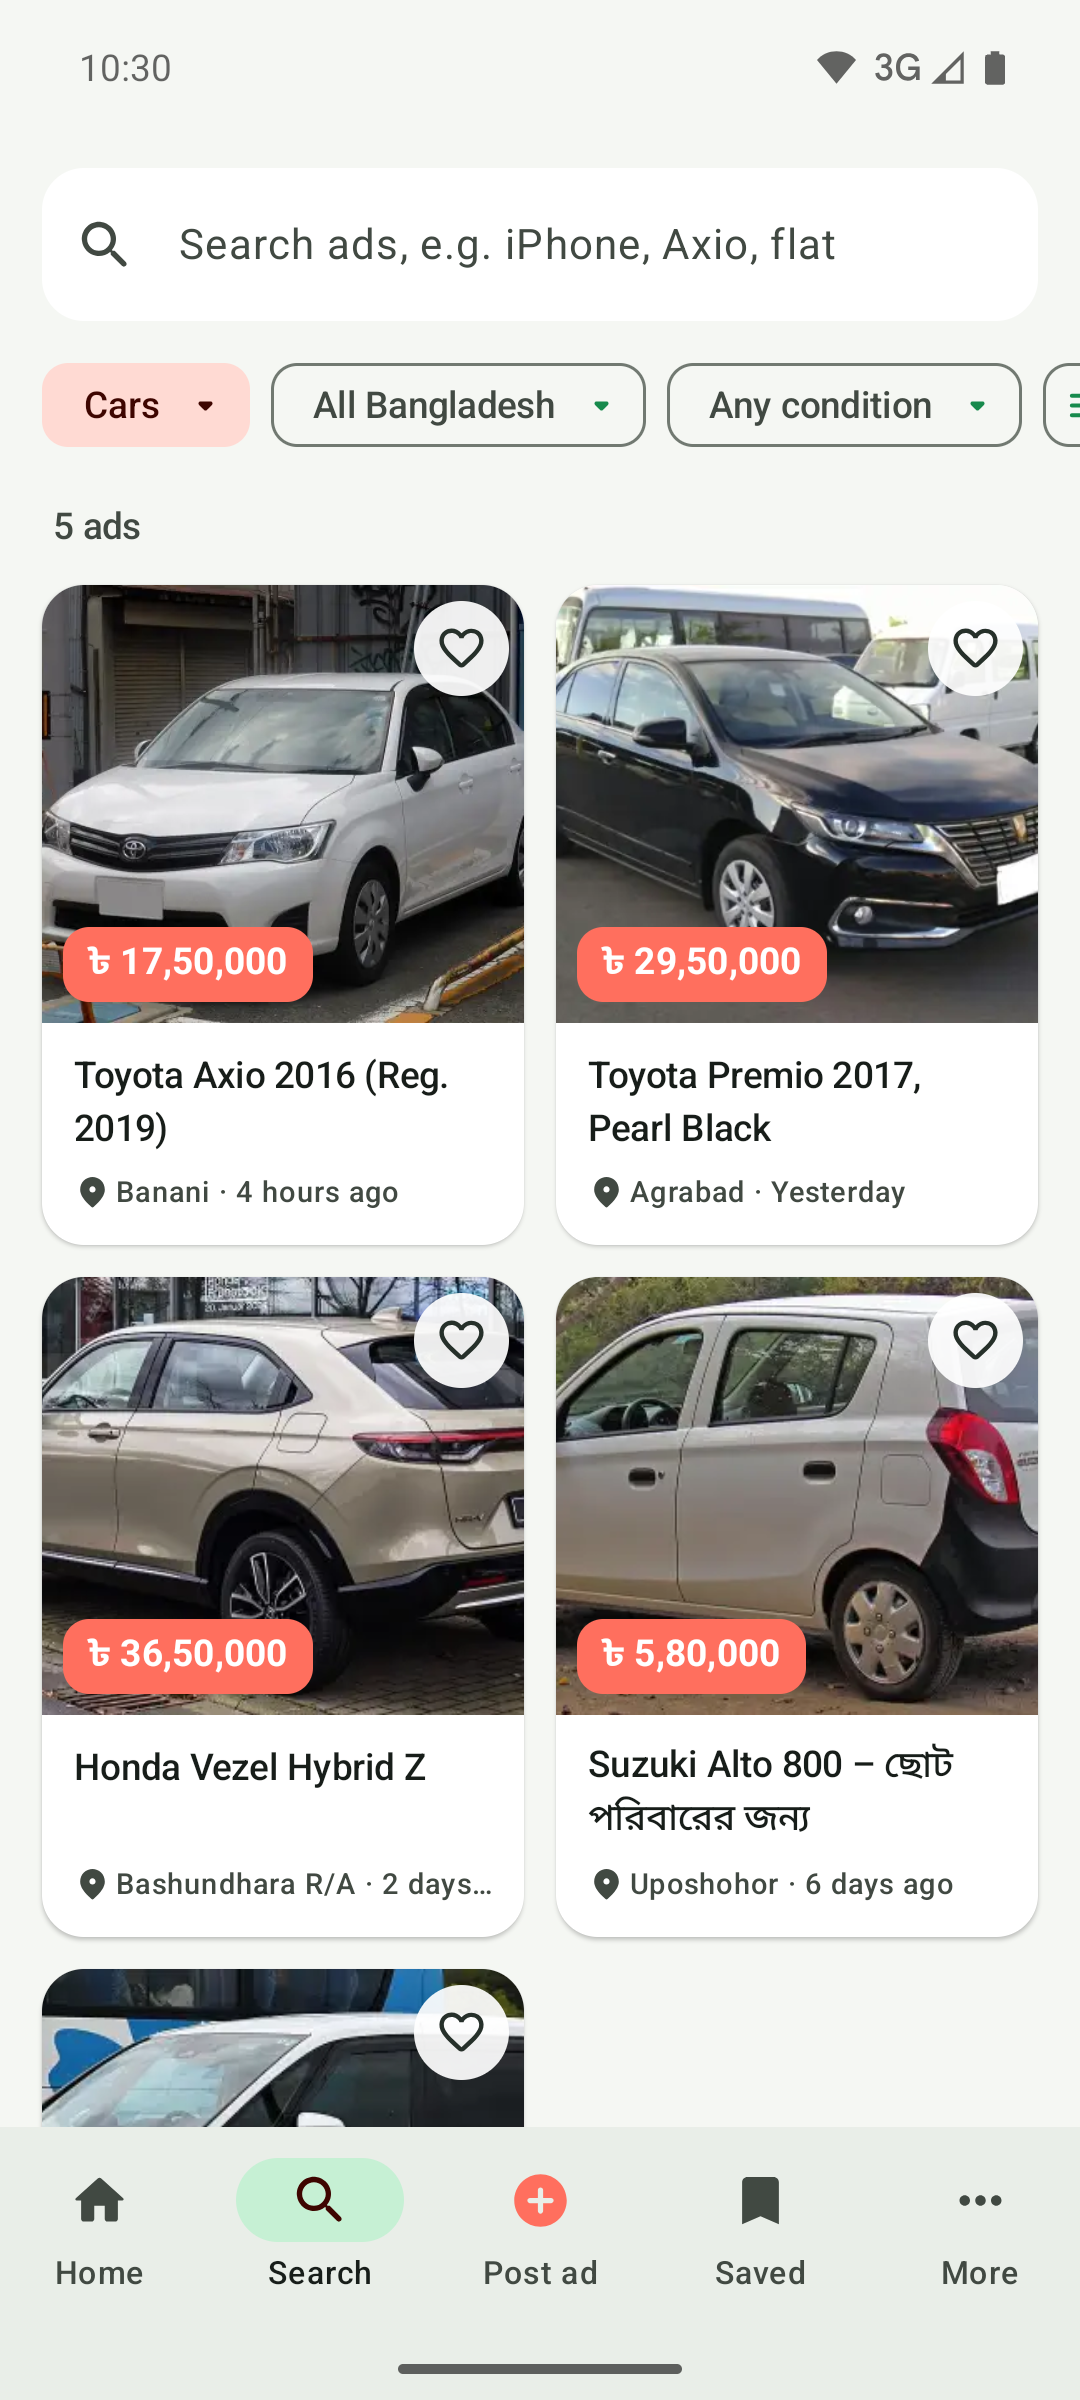 10:30
3G
Search ads, e.g. iPhone, Axio, flat
Cars
All Bangladesh
Any condition
5 ads
৳ 17,50,000
Toyota Axio 2016 (Reg.
2019)
Banani · 4 hours ago
৳ 29,50,000
Toyota Premio 2017,
Pearl Black
Agrabad · Yesterday
৳ 36,50,000
Honda Vezel Hybrid Z
Bashundhara R/A · 2 days...
৳ 5,80,000
Suzuki Alto 800 – ছোট
পরিবারের জন্য
Uposhohor · 6 days ago
Home
Search
Post ad
Saved
More